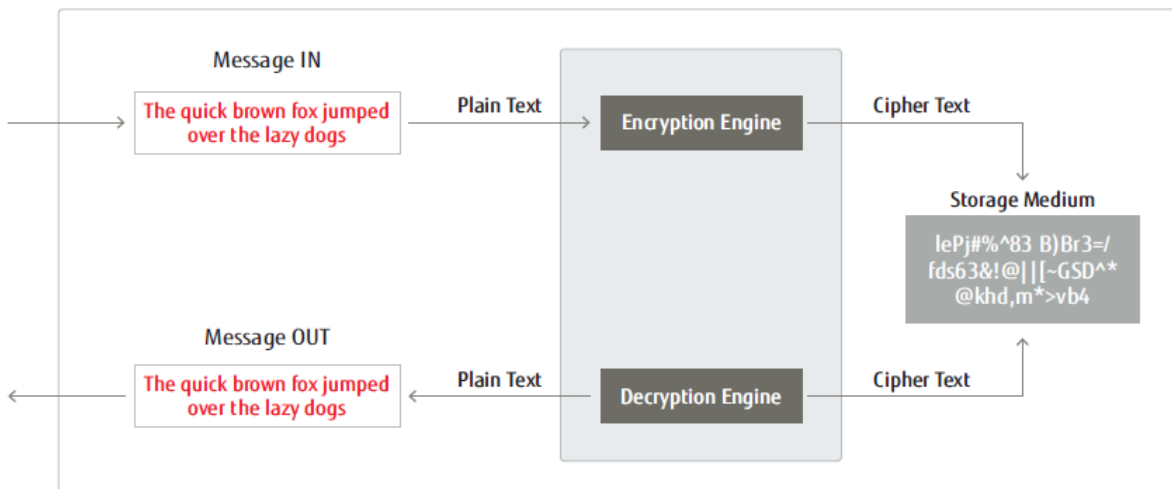 Message IN
The quick brown fox jumped
over the lazy dogs
Plain Text
Encryption Engine
Cipher Text
Storage Medium
lePj#%^83 B)Br3=/
fds63&!@||[~GSD^*
@khd,m*>vb4
Message OUT
The quick brown fox jumped
over the lazy dogs
Plain Text
Decryption Engine
Cipher Text